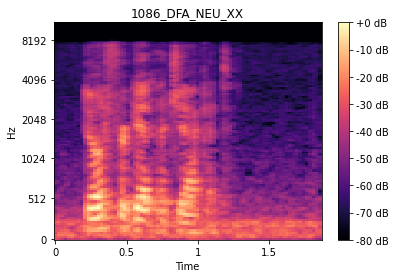 1086_DFA_NEU_XX
+0 dB
8192
-10 dB
4096
-20 dB
-30 dB
2048
Hz
-40 dB
1024
-50 dB
512
-60 dB
-70 dB
0
-80 dB
0
0.5
1
1.5
Time